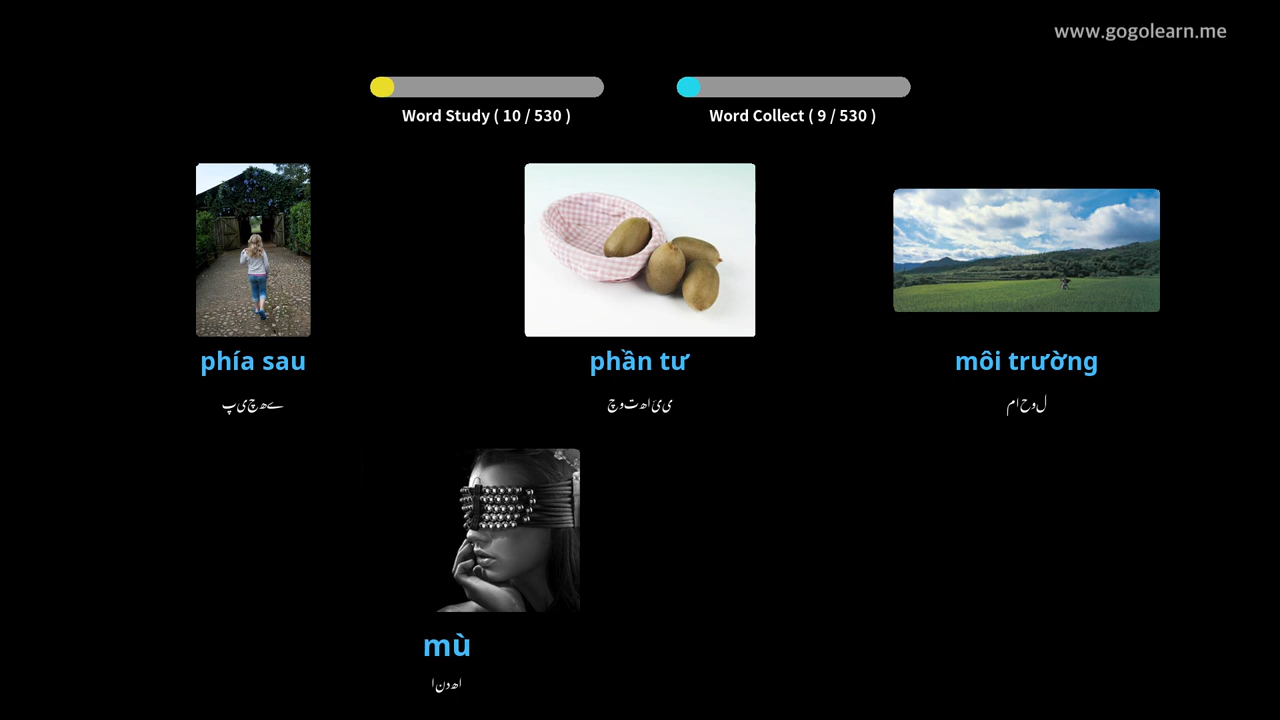 www.gogolearn.me
Word Study ( 10 / 530 )
Word Collect ( 9 / 530 )
phía sau
phần tư
môi trường
پیچھے
چوتھائی
ماحول
mù
اندھا